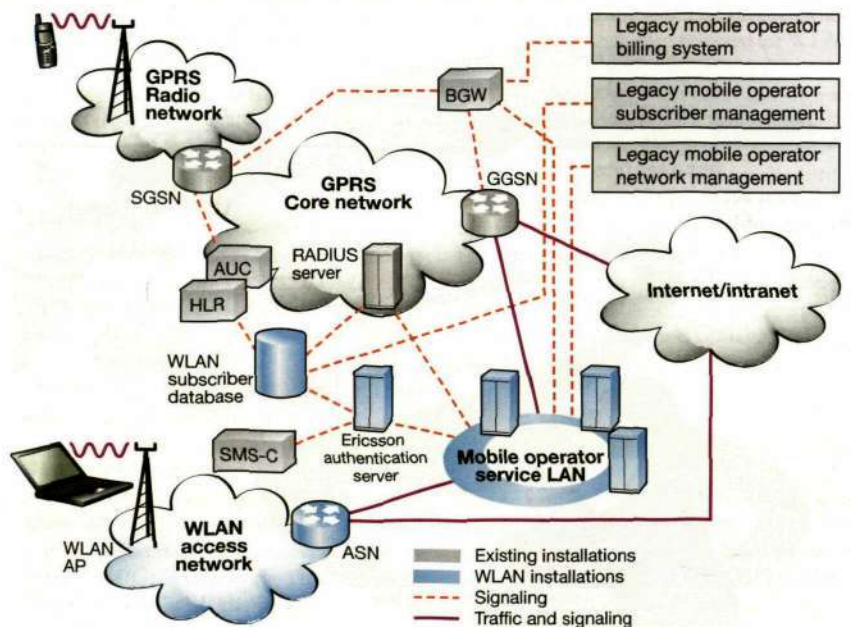 Legacy mobile operator
billing system
Legacy mobile operator
subscriber management
Legacy mobile operator
network management
GPRS
Radio
network
BGW
SGSN
GPRS
Core network
GGSN
AUC
HLR
RADIUS
server
Internet/intranet
WLAN
subscriber
database
SMS-C
Ericsson
authentication
server
Mobile operator
service LAN
WLAN
AP
WLAN
access
network
ASN
Existing installations
WLAN installations
Signaling
Traffic and signaling